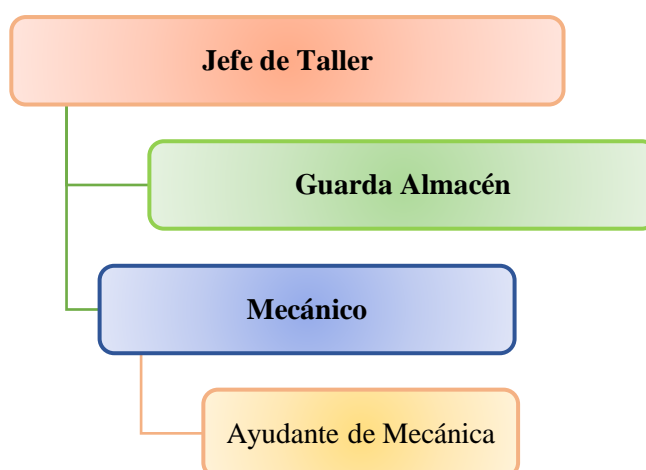 Jefe de Taller
Guarda Almacén
Mecánico
Ayudante de Mecánica